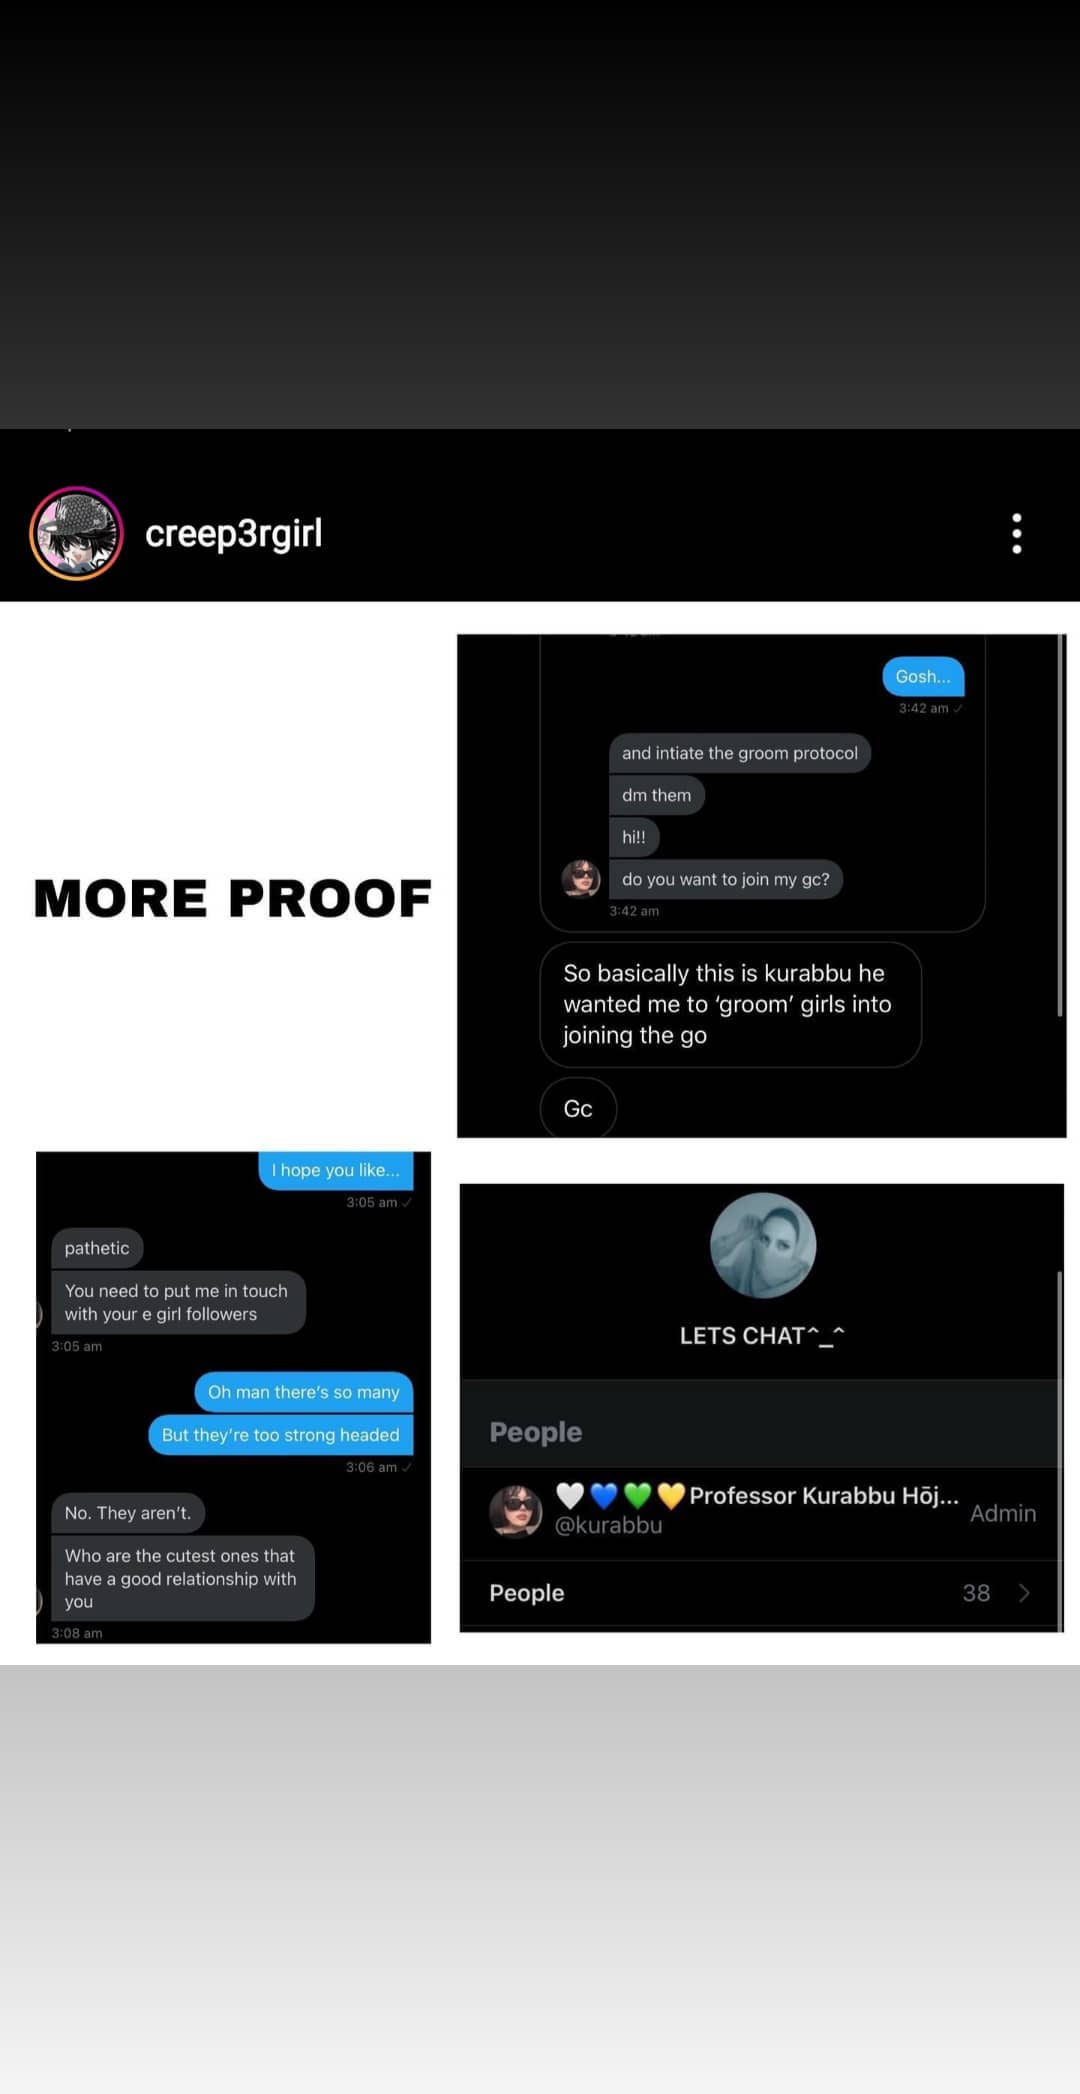 creep3rgirl
MORE PROOF
Gosh...
3:42 am ✓
and intiate the groom protocol
dm them
hi!!
do you want to join my gc?
3:42 am
So basically this is kurabbu he
wanted me to ‘groom’ girls into
joining the go
Gc
I hope you like...
3:05 am ✓
pathetic
You need to put me in touch
with your e girl followers
3:05 am
Oh man there's so many
But they're too strong headed
3:06 am ✓
No. They aren't.
Who are the cutest ones that
have a good relationship with
you
3:08 am
LETS CHAT^_^
People
🤍💙💚💛Professor Kurabbu Hōj...
@kurabbu
Admin
People 38 >